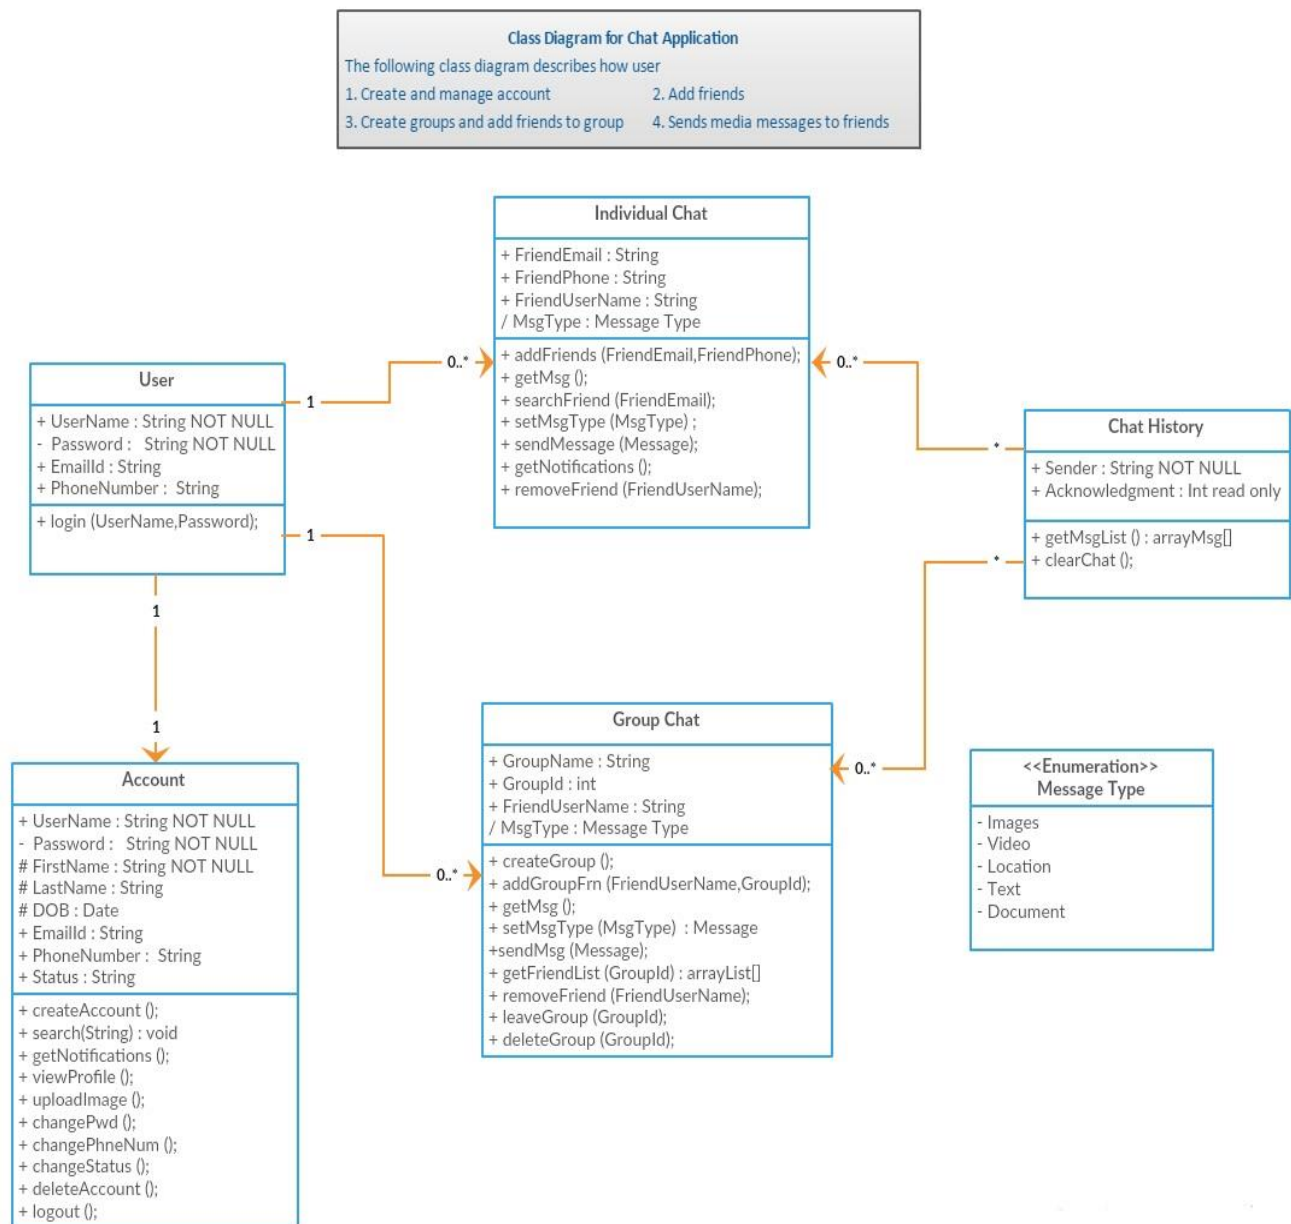 Class Diagram for Chat Application
The following class diagram describes how user
1. Create and manage account 2. Add friends
3. Create groups and add friends to group 4. Sends media messages to friends
Individual Chat
+ FriendEmail : String
+ FriendPhone : String
+ FriendUserName : String
/ MsgType : Message Type
+ addFriends (FriendEmail,FriendPhone);
+ getMsg ();
+ searchFriend (FriendEmail);
+ setMsgType (MsgType) ;
+ sendMessage (Message);
+ getNotifications ();
+ removeFriend (FriendUserName);
0..*
0..*
User
+ UserName : String NOT NULL
- Password : String NOT NULL
+ EmailId : String
+ PhoneNumber : String
+ login (UserName,Password);
1
1
1
1
Chat History
+ Sender : String NOT NULL
+ Acknowledgment : Int read only
+ getMsgList () : arrayMsg[]
+ clearChat ();
*
*
Group Chat
+ GroupName : String
+ GroupId : int
+ FriendUserName : String
/ MsgType : Message Type
+ createGroup ();
+ addGroupFrn (FriendUserName,GroupId);
+ getMsg ();
+ setMsgType (MsgType) : Message
+sendMsg (Message);
+ getFriendList (GroupId) : arrayList[]
+ removeFriend (FriendUserName);
+ leaveGroup (GroupId);
+ deleteGroup (GroupId);
0..*
0..*
<<Enumeration>>
Message Type
- Images
- Video
- Location
- Text
- Document
Account
+ UserName : String NOT NULL
- Password : String NOT NULL
# FirstName : String NOT NULL
# LastName : String
# DOB : Date
+ EmailId : String
+ PhoneNumber : String
+ Status : String
+ createAccount ();
+ search(String) : void
+ getNotifications ();
+ viewProfile ();
+ uploadImage ();
+ changePwd ();
+ changePhneNum ();
+ changeStatus ();
+ deleteAccount ();
+ logout ();